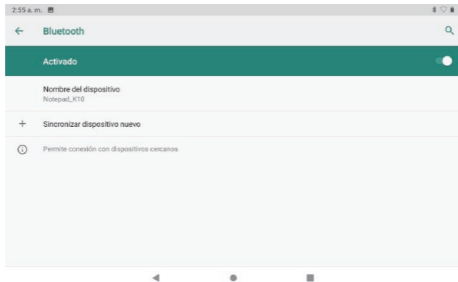 2:55 a. m.
Bluetooth
Activado
Nombre del dispositivo
Notepad_K10
Sincronizar dispositivo nuevo
Permite conexión con dispositivos cercanos